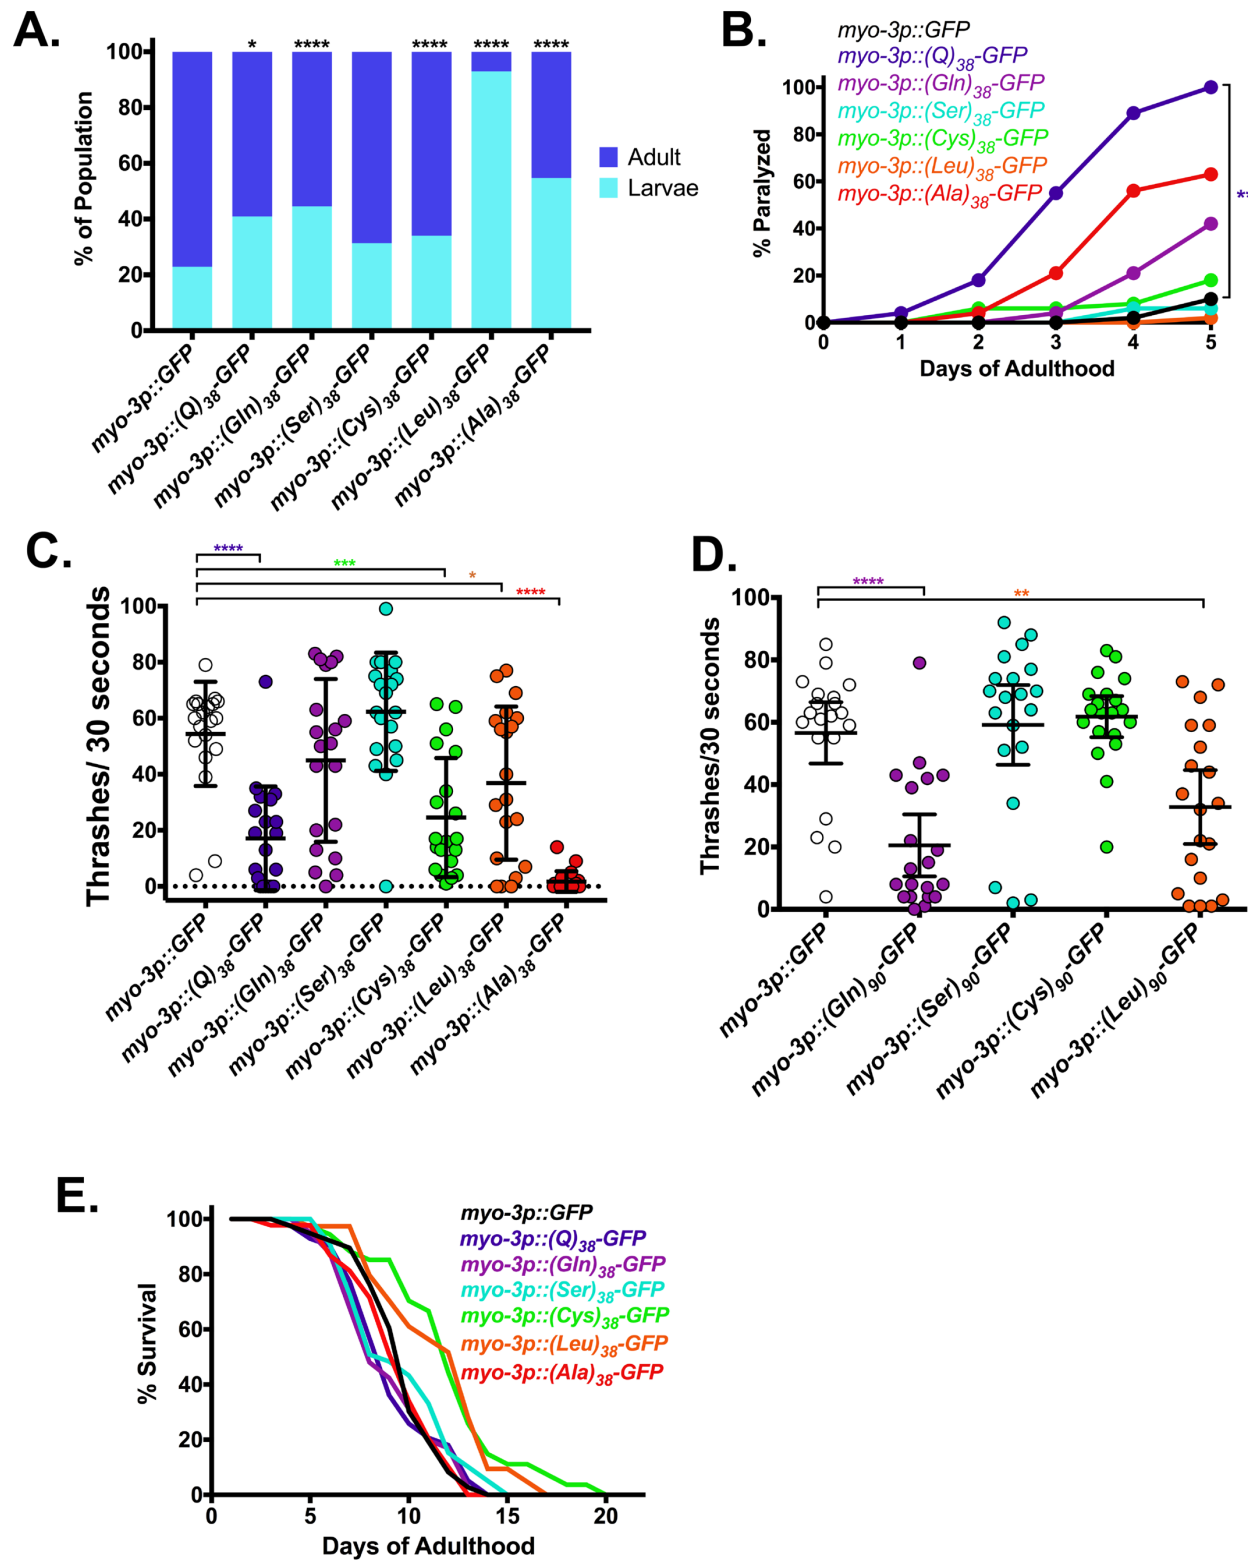 A.
* **** **** **** ****
100
80
60
40
20
0
% of Population
Adult
Larvae
myo-3p::GFP
myo-3p::(Q)38-GFP
myo-3p::(Gln)38-GFP
myo-3p::(Ser)38-GFP
myo-3p::(Cys)38-GFP
myo-3p::(Leu)38-GFP
myo-3p::(Ala)38-GFP
B.
myo-3p::GFP
myo-3p::(Q)38-GFP
myo-3p::(Gln)38-GFP
myo-3p::(Ser)38-GFP
myo-3p::(Cys)38-GFP
myo-3p::(Leu)38-GFP
myo-3p::(Ala)38-GFP
100
80
60
40
20
0
% Paralyzed
**
0 1 2 3 4 5
Days of Adulthood
C.
****
***
*
****
100
80
60
40
20
0
Thrashes/ 30 seconds
myo-3p::GFP
myo-3p::(Q)38-GFP
myo-3p::(Gln)38-GFP
myo-3p::(Ser)38-GFP
myo-3p::(Cys)38-GFP
myo-3p::(Leu)38-GFP
myo-3p::(Ala)38-GFP
D.
****
**
100
80
60
40
20
0
Thrashes/30 seconds
myo-3p::GFP
myo-3p::(Gln)90-GFP
myo-3p::(Ser)90-GFP
myo-3p::(Cys)90-GFP
myo-3p::(Leu)90-GFP
E.
100
80
60
40
20
0
% Survival
myo-3p::GFP
myo-3p::(Q)38-GFP
myo-3p::(Gln)38-GFP
myo-3p::(Ser)38-GFP
myo-3p::(Cys)38-GFP
myo-3p::(Leu)38-GFP
myo-3p::(Ala)38-GFP
0 5 10 15 20
Days of Adulthood